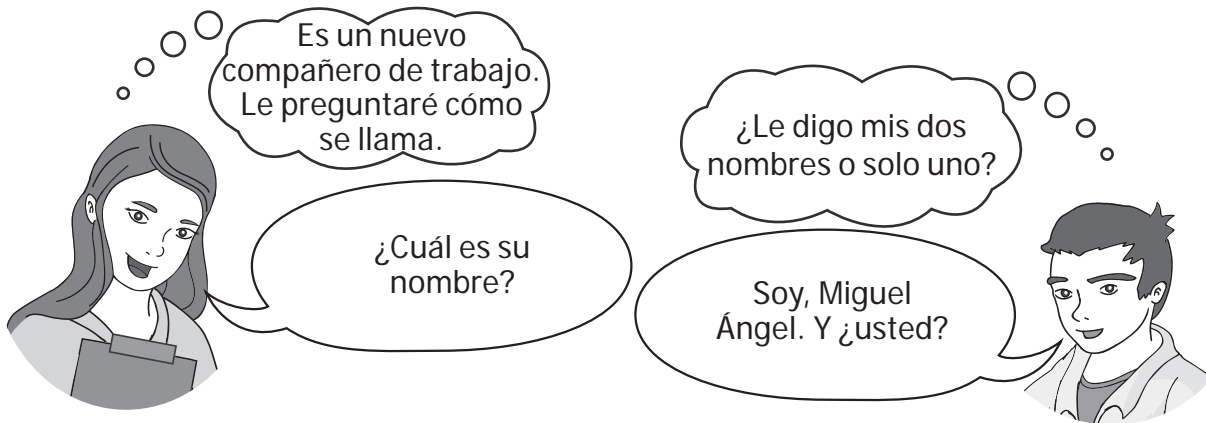 Es un nuevo
compañero de trabajo.
Le preguntaré cómo
se llama.
¿Cuál es su
nombre?
¿Le digo mis dos
nombres o solo uno?
Soy, Miguel
Ángel. Y ¿usted?